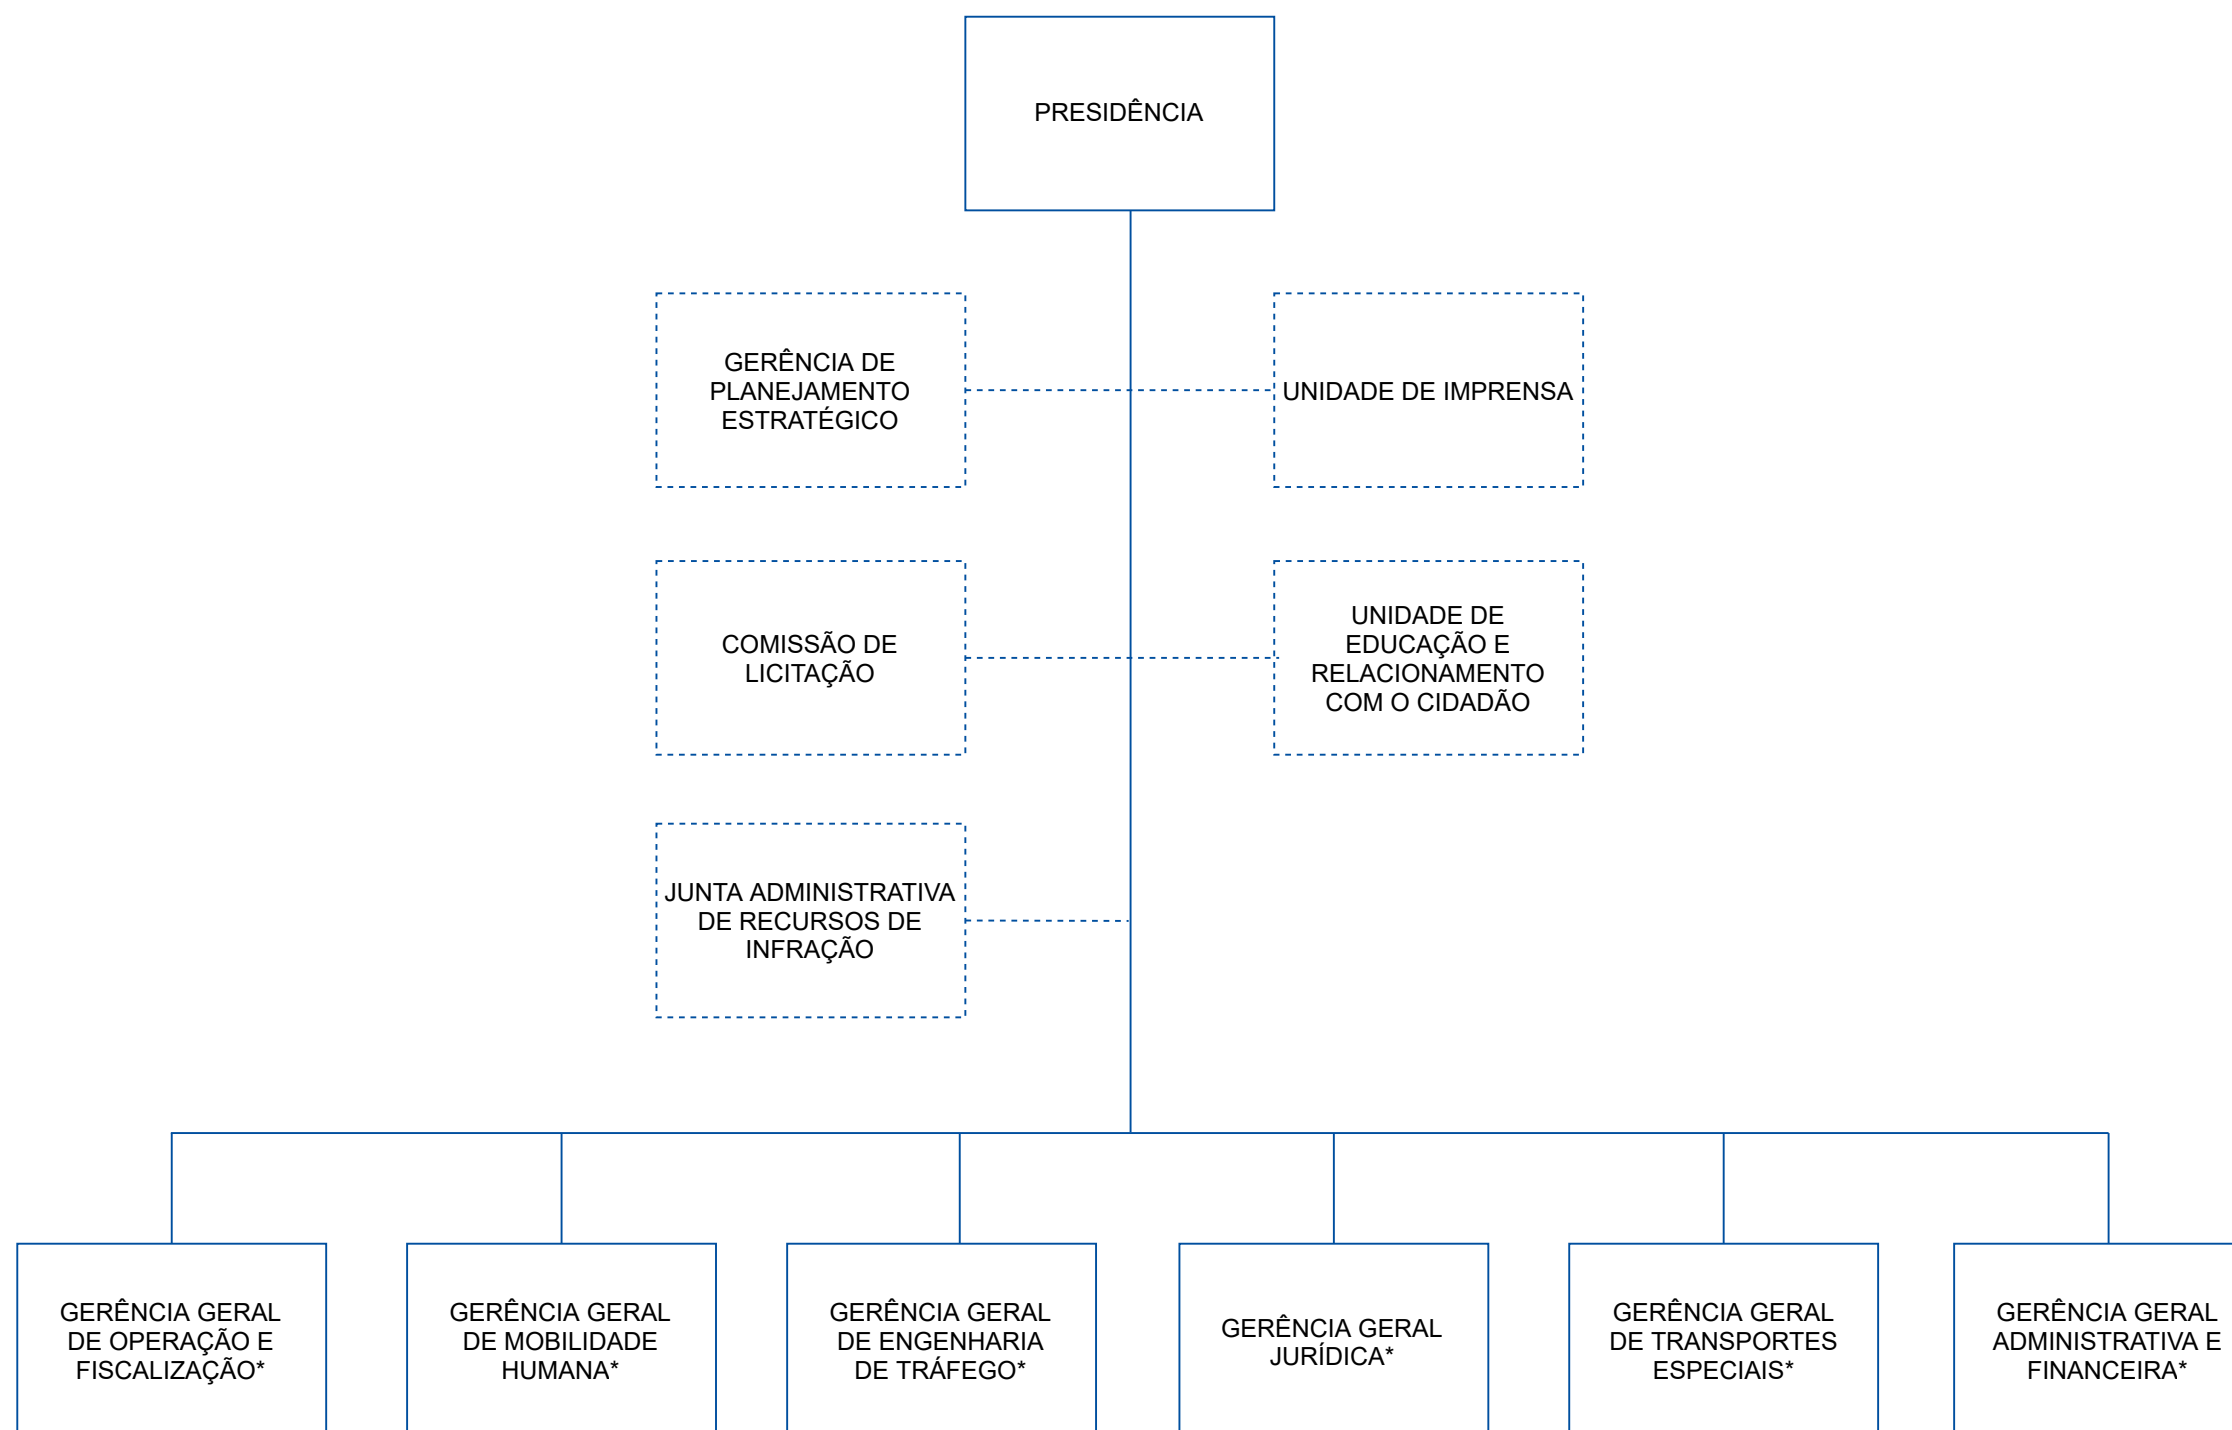 PRESIDÊNCIA
GERÊNCIA DE
PLANEJAMENTO
ESTRATÉGICO
UNIDADE DE IMPRENSA
COMISSÃO DE
LICITAÇÃO
UNIDADE DE
EDUCAÇÃO E
RELACIONAMENTO
COM O CIDADÃO
JUNTA ADMINISTRATIVA
DE RECURSOS DE
INFRAÇÃO
GERÊNCIA GERAL
DE OPERAÇÃO E
FISCALIZAÇÃO*
GERÊNCIA GERAL
DE MOBILIDADE
HUMANA*
GERÊNCIA GERAL
DE ENGENHARIA
DE TRÁFEGO*
GERÊNCIA GERAL
JURÍDICA*
GERÊNCIA GERAL
DE TRANSPORTES
ESPECIAIS*
GERÊNCIA GERAL
ADMINISTRATIVA E
FINANCEIRA*